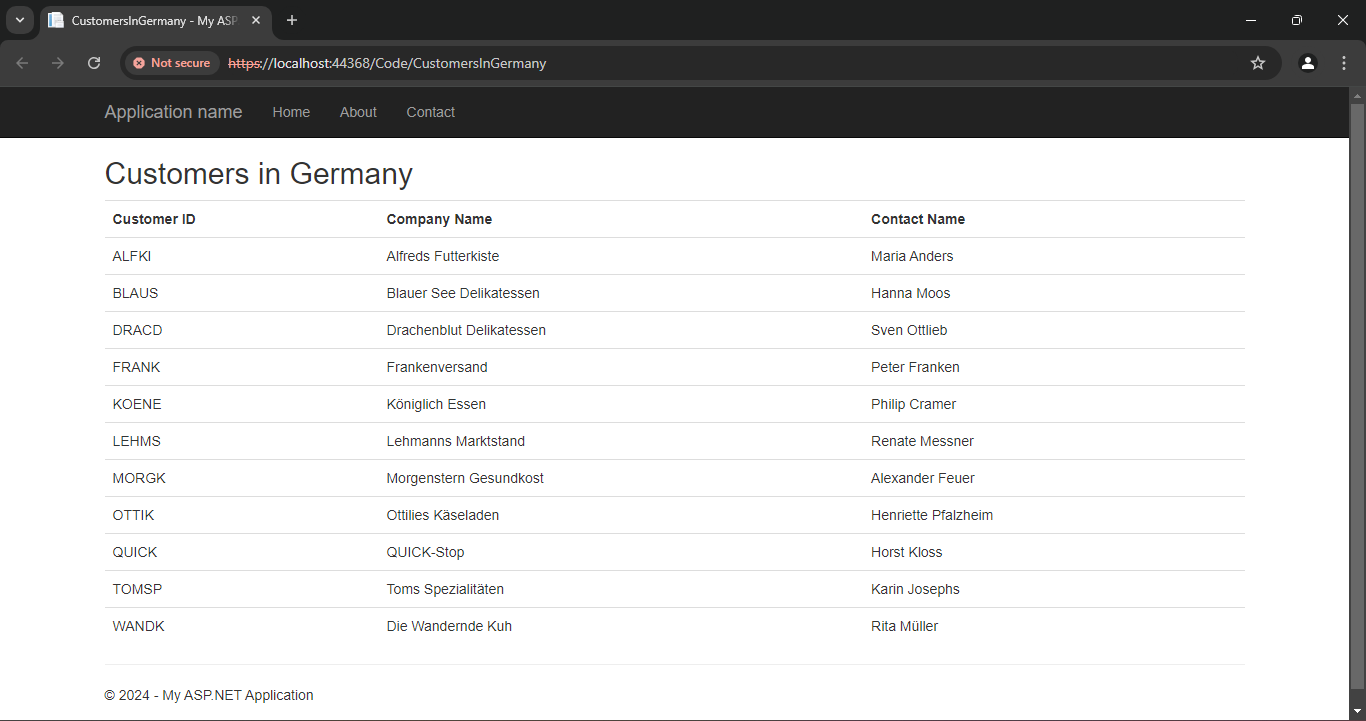 CustomersInGermany - My ASP
Not secure https://localhost:44368/Code/CustomersInGermany
Application name Home About Contact
Customers in Germany
Customer ID Company Name Contact Name
ALFKI Alfreds Futterkiste Maria Anders
BLAUS Blauer See Delikatessen Hanna Moos
DRACD Drachenblut Delikatessen Sven Ottlieb
FRANK Frankenversand Peter Franken
KOENE Königlich Essen Philip Cramer
LEHMS Lehmanns Marktstand Renate Messner
MORGK Morgenstern Gesundkost Alexander Feuer
OTTIK Ottilies Käseladen Henriette Pfalzheim
QUICK QUICK-Stop Horst Kloss
TOMSP Toms Spezialitäten Karin Josephs
WANDK Die Wandernde Kuh Rita Müller
© 2024 - My ASP.NET Application